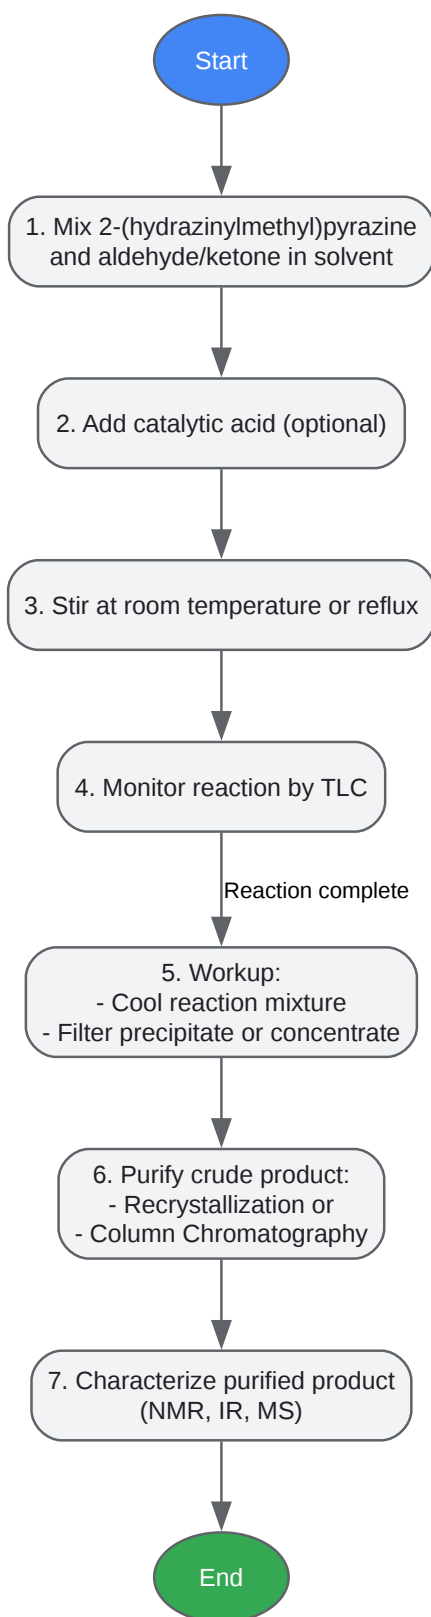 Start
1. Mix 2-(hydrazinylmethyl)pyrazine
and aldehyde/ketone in solvent
2. Add catalytic acid (optional)
3. Stir at room temperature or reflux
4. Monitor reaction by TLC
Reaction complete
5. Workup:
- Cool reaction mixture
- Filter precipitate or concentrate
6. Purify crude product:
- Recrystallization or
- Column Chromatography
7. Characterize purified product
(NMR, IR, MS)
End